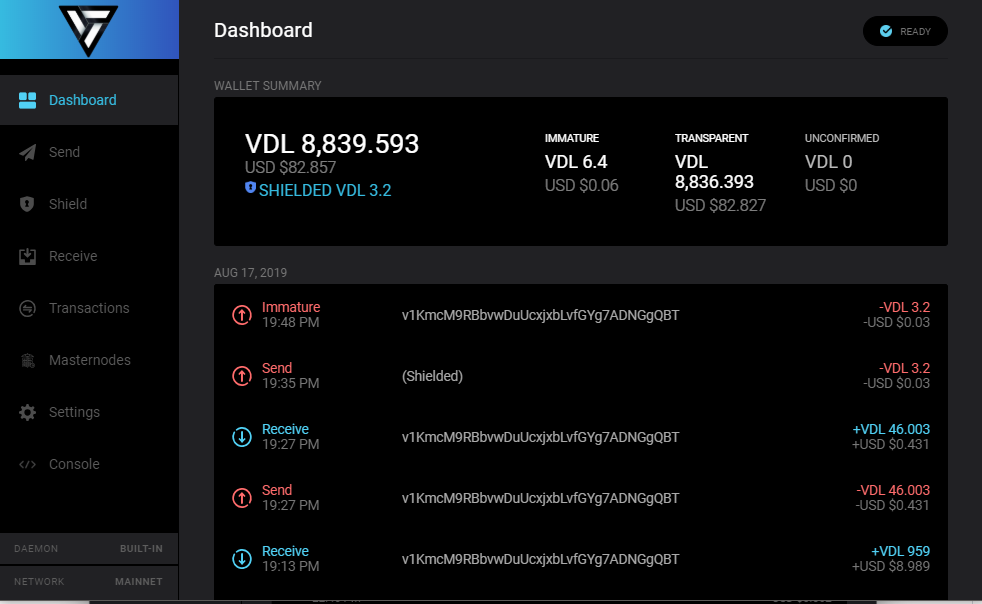 Dashboard
READY
Dashboard
Send
Shield
Receive
Transactions
Masternodes
Settings
Console
DAEMON BUILT-IN
NETWORK MAINNET
WALLET SUMMARY
VDL 8,839.593
USD $82.857
SHIELDED VDL 3.2
IMMATURE
VDL 6.4
USD $0.06
TRANSPARENT
VDL
8,836.393
USD $82.827
UNCONFIRMED
VDL 0
USD $0
AUG 17, 2019
Immature v1KmcM9RBbvwDuUcxjxbLvfGYg7ADNGgQBT -VDL 3.2
19:48 PM -USD $0.03
Send (Shielded) -VDL 3.2
19:35 PM -USD $0.03
Receive v1KmcM9RBbvwDuUcxjxbLvfGYg7ADNGgQBT +VDL 46.003
19:27 PM +USD $0.431
Send v1KmcM9RBbvwDuUcxjxbLvfGYg7ADNGgQBT -VDL 46.003
19:27 PM -USD $0.431
Receive v1KmcM9RBbvwDuUcxjxbLvfGYg7ADNGgQBT +VDL 959
19:13 PM +USD $8.989